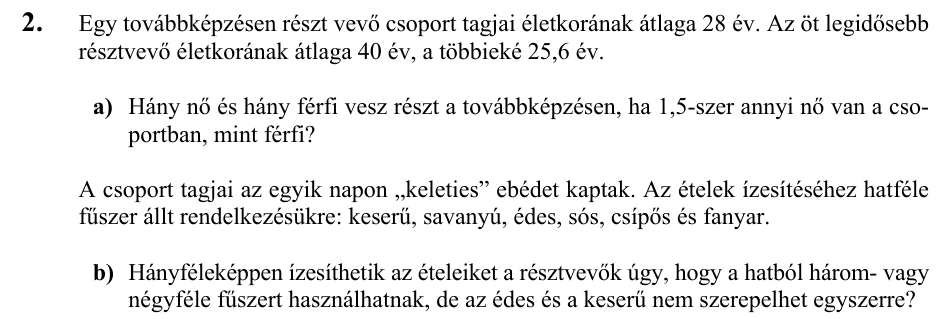 2. Egy továbbképzésen részt vevő csoport tagjai életkorának átlaga 28 év. Az öt legidősebb
résztvevő életkorának átlaga 40 év, a többieké 25,6 év.
a) Hány nő és hány férfi vesz részt a továbbképzésen, ha 1,5-szer annyi nő van a cso-
portban, mint férfi?
A csoport tagjai az egyik napon „keleties” ebédet kaptak. Az ételek ízesítéséhez hatféle
fűszer állt rendelkezésükre: keserű, savanyú, édes, sós, csípős és fanyar.
b) Hányféleképpen ízesíthetik az ételeiket a résztvevők úgy, hogy a hatból három- vagy
négyféle fűszert használhatnak, de az édes és a keserű nem szerepelhet egyszerre?